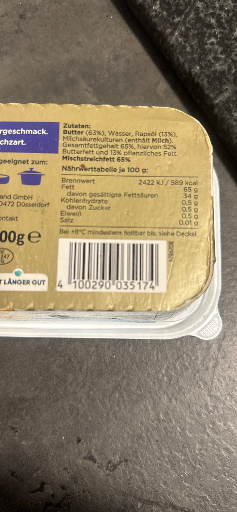 Zutaten:
Butter (63%), Wasser, Rapsöl (13%),
Milchsäurekulturen (enthält Milch).
Gesamtfettgehalt 65%, hiervon 52%
Butterfett und 13% pflanzliches Fett.
Mischstreichfett 65%
ergeschmack.
chzart.
geeignet zum:
Nährwerttabelle je 100 g:
Brennwert 2422 kJ / 589 kcal
Fett 65 g
davon gesättigte Fettsäuren 34 g
Kohlenhydrate 0,5 g
davon Zucker 0,5 g
Eiweiß 0,5 g
Salz 0,01 g
and GmbH
0472 Düsseldorf
ontakt
00g e
Bei +8°C mindestens haltbar bis: siehe Deckel
T LÄNGER GUT
4 100290 035174